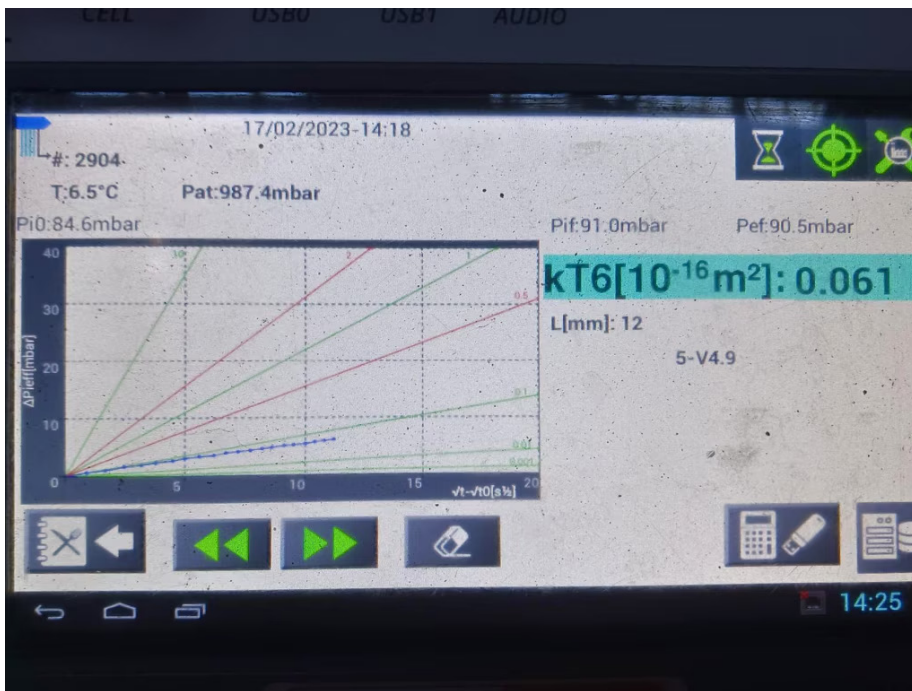 CELL USB0 USB1 AUDIO
17/02/2023-14:18
#: 2904
T:6.5°C Pat:987.4mbar
Pi0:84.6mbar Pif:91.0mbar Pef:90.5mbar
kT6[10⁻¹⁶m²]: 0.061
L[mm]: 12
5-V4.9
ΔPieff[mbar]
40
30
20
10
0 5 10 15 20
√t-√t0[s½]
10 2 1
0.5
0.1
0.01
0.001
14:25